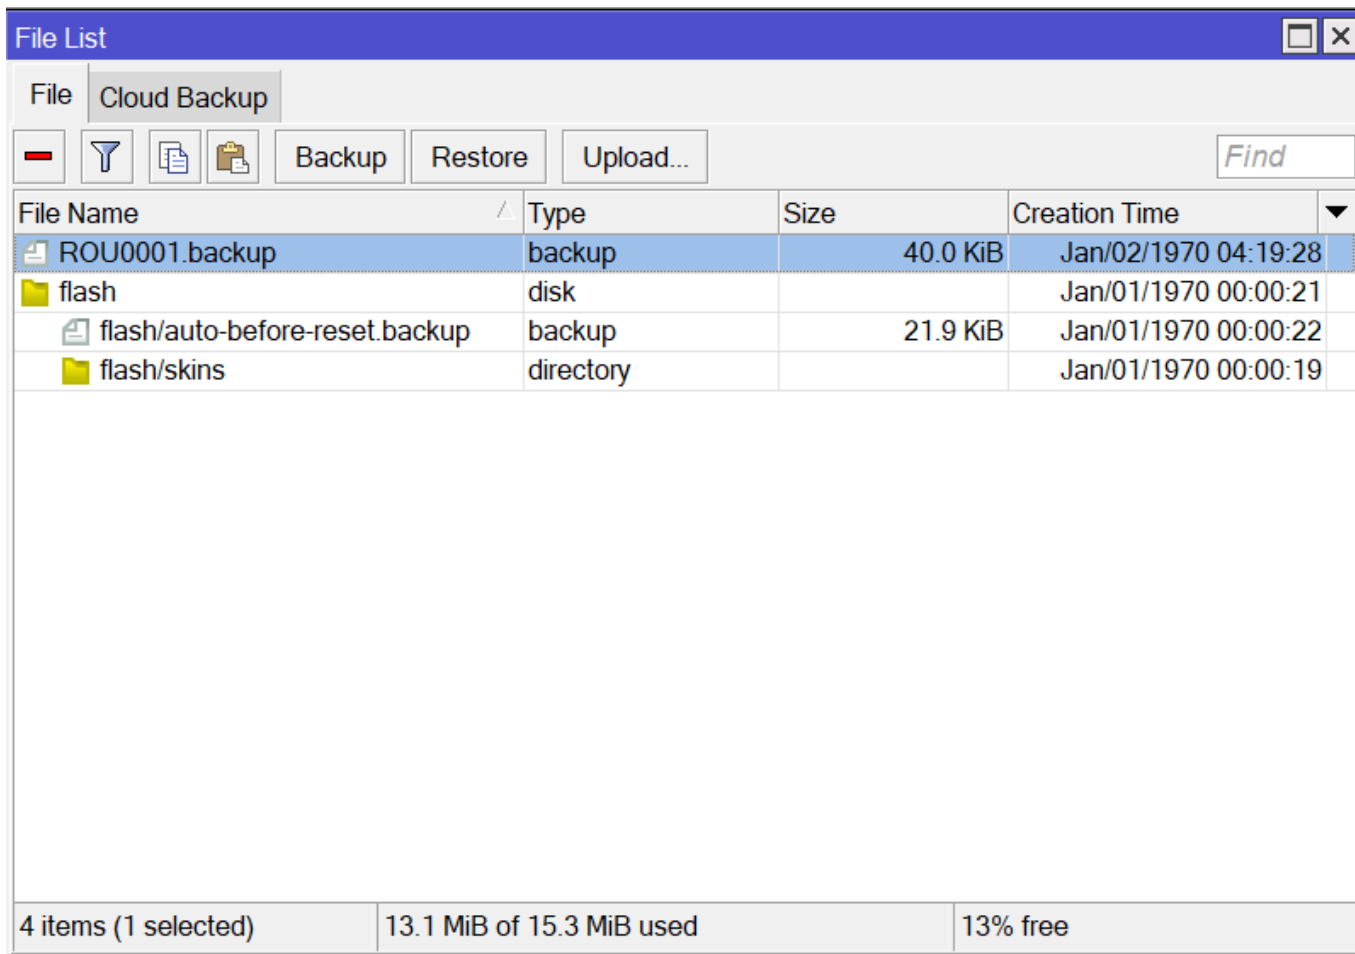 File List
File Cloud Backup
Backup Restore Upload... Find
File Name Type Size Creation Time
ROU0001.backup backup 40.0 KiB Jan/02/1970 04:19:28
flash disk Jan/01/1970 00:00:21
flash/auto-before-reset.backup backup 21.9 KiB Jan/01/1970 00:00:22
flash/skins directory Jan/01/1970 00:00:19
4 items (1 selected) 13.1 MiB of 15.3 MiB used 13% free